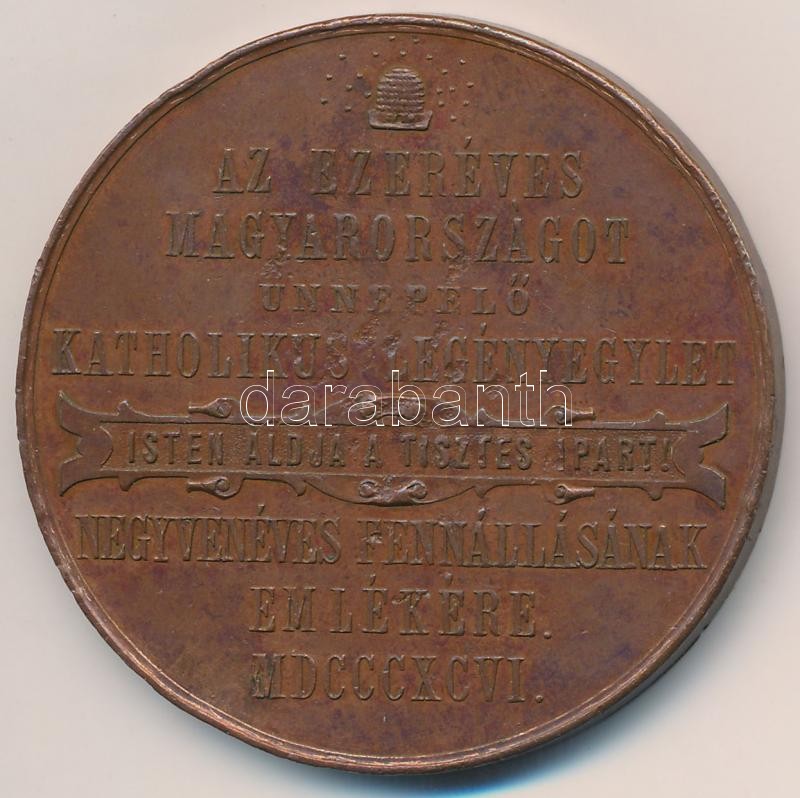 AZ EZERÉVES
MAGYARORSZÁGOT
ÜNNEPELŐ
KATHOLIKUS LEGÉNYEGYLET
darabanth
ISTEN ÁLDJA A TISZTES IPART!
NEGYVENÉVES FENNÁLLÁSÁNAK
EMLÉKÉRE.
MDCCCXCVI.